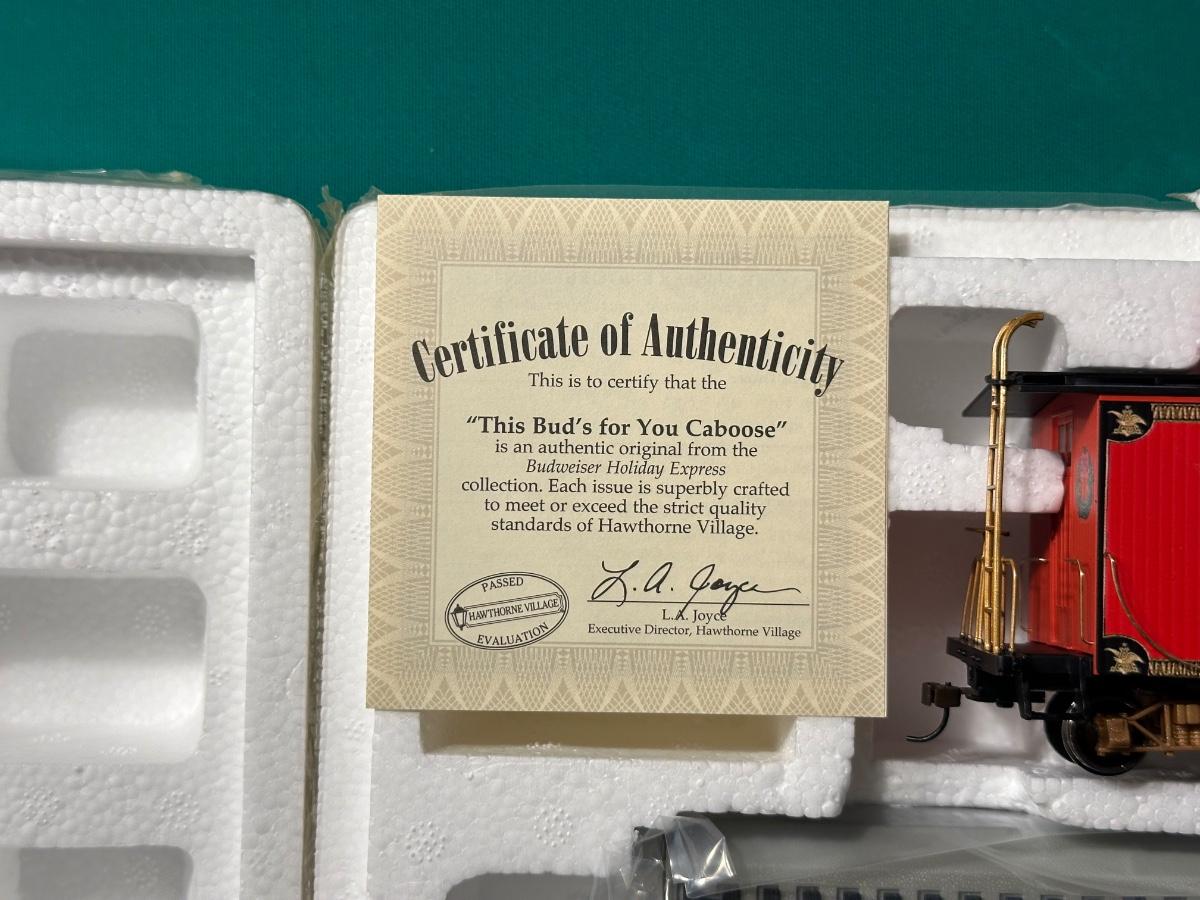 Certificate of Authenticity
This is to certify that the
“This Bud’s for You Caboose”
is an authentic original from the
Budweiser Holiday Express
collection. Each issue is superbly crafted
to meet or exceed the strict quality
standards of Hawthorne Village.
PASSED
HAWTHORNE VILLAGE
EVALUATION
L. A. Joyce
L.A. Joyce
Executive Director, Hawthorne Village